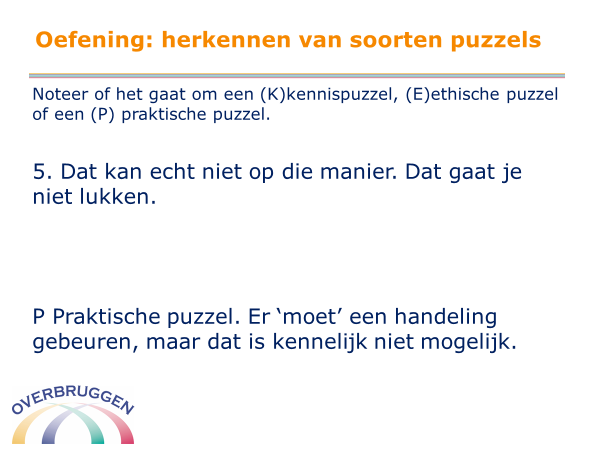 Oefening: herkennen van soorten puzzels
Noteer of het gaat om een (K)kennispuzzel, (E)ethische puzzel
of een (P) praktische puzzel.
5. Dat kan echt niet op die manier. Dat gaat je
niet lukken.
P Praktische puzzel. Er ‘moet’ een handeling
gebeuren, maar dat is kennelijk niet mogelijk.
OVERBRUGGEN